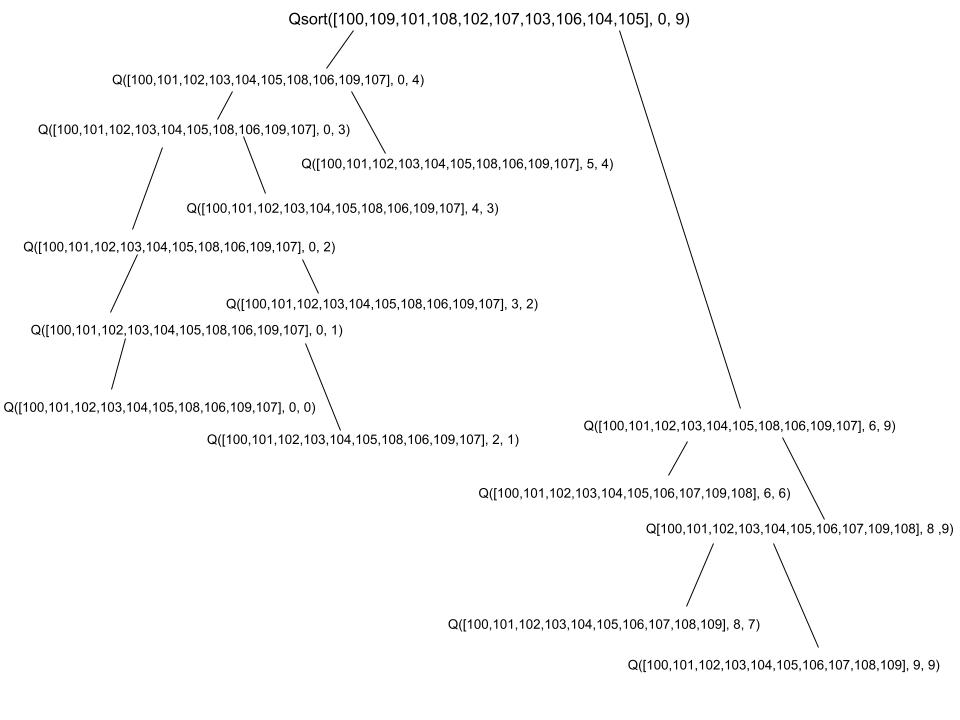 Qsort([100,109,101,108,102,107,103,106,104,105], 0, 9)
Q([100,101,102,103,104,105,108,106,109,107], 0, 4)
Q([100,101,102,103,104,105,108,106,109,107], 0, 3)
Q([100,101,102,103,104,105,108,106,109,107], 5, 4)
Q([100,101,102,103,104,105,108,106,109,107], 4, 3)
Q([100,101,102,103,104,105,108,106,109,107], 0, 2)
Q([100,101,102,103,104,105,108,106,109,107], 3, 2)
Q([100,101,102,103,104,105,108,106,109,107], 0, 1)
Q([100,101,102,103,104,105,108,106,109,107], 0, 0)
Q([100,101,102,103,104,105,108,106,109,107], 2, 1)
Q([100,101,102,103,104,105,108,106,109,107], 6, 9)
Q([100,101,102,103,104,105,106,107,109,108], 6, 6)
Q[100,101,102,103,104,105,106,107,109,108], 8 ,9)
Q([100,101,102,103,104,105,106,107,108,109], 8, 7)
Q([100,101,102,103,104,105,106,107,108,109], 9, 9)